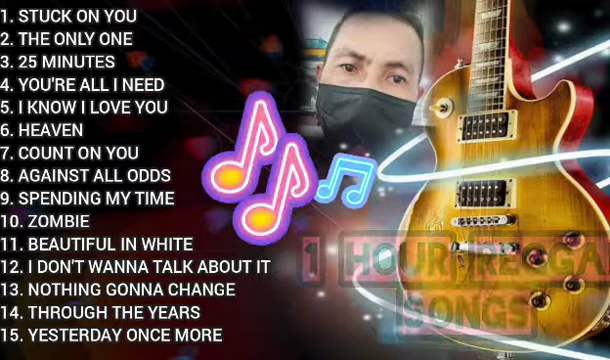 1. STUCK ON YOU
2. THE ONLY ONE
3. 25 MINUTES
4. YOU'RE ALL I NEED
5. I KNOW I LOVE YOU
6. HEAVEN
7. COUNT ON YOU
8. AGAINST ALL ODDS
9. SPENDING MY TIME
10. ZOMBIE
11. BEAUTIFUL IN WHITE
12. I DON'T WANNA TALK ABOUT IT
13. NOTHING GONNA CHANGE
14. THROUGH THE YEARS
15. YESTERDAY ONCE MORE
1 HOUR REGGA
SONGS